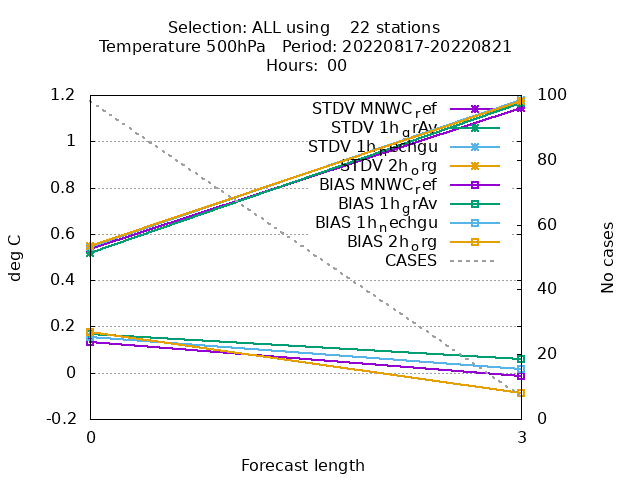 Selection: ALL using    22 stations
Temperature 500hPa   Period: 20220817-20220821
Hours: 00
1.2
1
0.8
0.6
0.4
0.2
0
-0.2
deg C
STDV MNWC_ref
STDV 1h_grAv
STDV 1h_nechgu
STDV 2h_org
BIAS MNWC_ref
BIAS 1h_grAv
BIAS 1h_nechgu
BIAS 2h_org
CASES
100
80
60
40
20
0
No cases
0
3
Forecast length